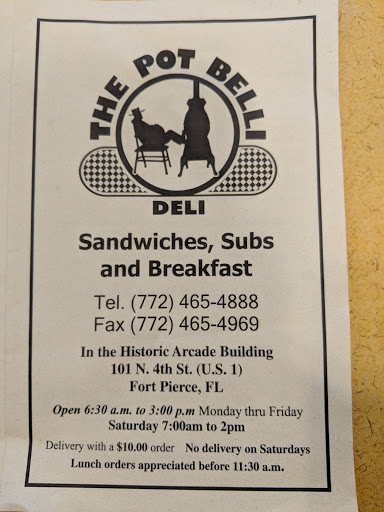 THE POT BELLI
DELI
Sandwiches, Subs
and Breakfast
Tel. (772) 465-4888
Fax (772) 465-4969
In the Historic Arcade Building
101 N. 4th St. (U.S. 1)
Fort Pierce, FL
Open 6:30 a.m. to 3:00 p.m Monday thru Friday
Saturday 7:00am to 2pm
Delivery with a $10.00 order No delivery on Saturdays
Lunch orders appreciated before 11:30 a.m.